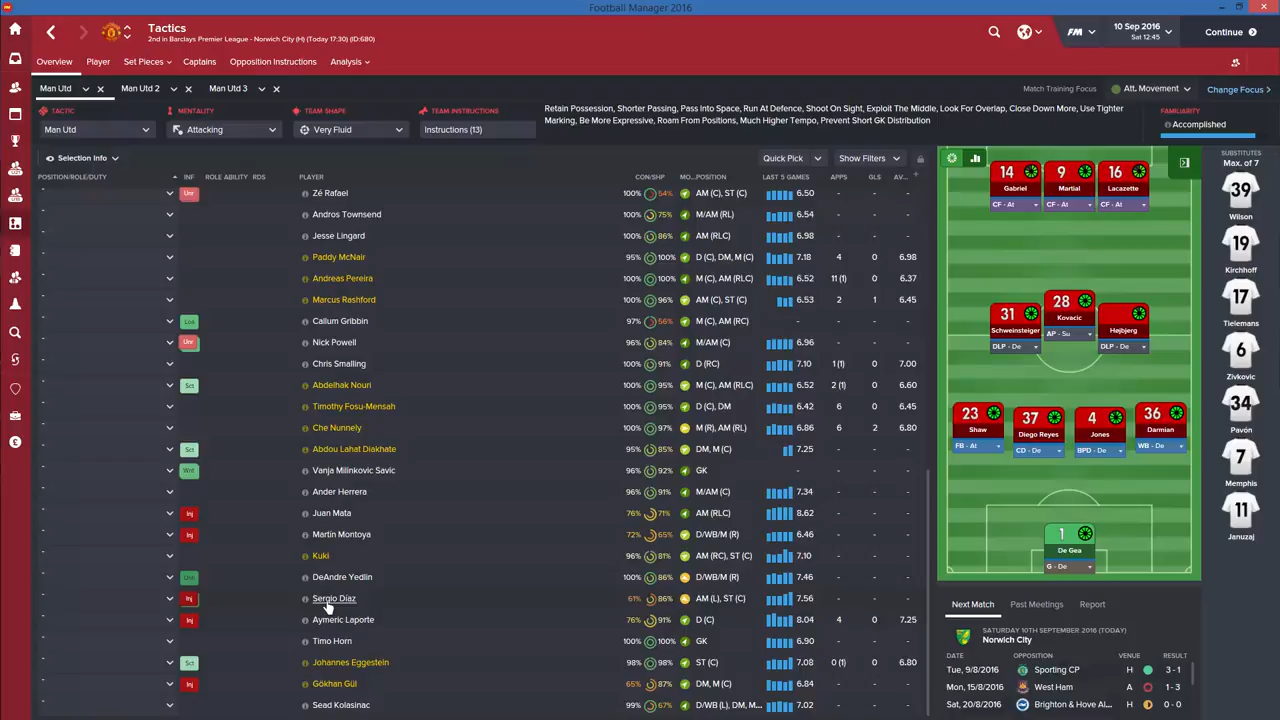 Football Manager 2016
Tactics
2nd in Barclays Premier League - Norwich City (H) (Today 17:30) (ID:680)
10 Sep 2016
Sat 12:45
FM
Continue
Overview
Player
Set Pieces
Captains
Opposition Instructions
Analysis
Man Utd
Man Utd 2
Man Utd 3
Match Training Focus
Att. Movement
Change Focus >
TACTIC
Man Utd
MENTALITY
Attacking
TEAM SHAPE
Very Fluid
TEAM INSTRUCTIONS
Instructions (13)
Retain Possession, Shorter Passing, Pass Into Space, Run At Defence, Shoot On Sight, Exploit The Middle, Look For Overlap, Close Down More, Use Tighter
Marking, Be More Expressive, Roam From Positions, Much Higher Tempo, Prevent Short GK Distribution
FAMILIARITY
Accomplished
Selection Info
Quick Pick
Show Filters
POSITION/ROLE/DUTY INF ROLE ABILITY RDS PLAYER CON/SHP MO... POSITION LAST 5 GAMES APPS GLS AV...
- Unr Zé Rafael 100% 54% AM (C), ST (C) 6.50 - - -
- Andros Townsend 100% 75% M/AM (RL) 6.54 - - -
- Jesse Lingard 100% 86% AM (RLC) 6.98 - - -
- Paddy McNair 95% 100% D (C), DM, M (C) 7.18 4 0 6.98
- Andreas Pereira 100% 100% M (C), AM (RLC) 6.52 11 (1) 0 6.37
- Marcus Rashford 100% 96% AM (C), ST (C) 6.53 2 1 6.45
- Loa Callum Gribbin 97% 56% M (C), AM (RC) - - -
- Unr Nick Powell 96% 84% M/AM (C) 6.96 - - -
- Chris Smalling 100% 91% D (RC) 7.10 1 (1) 0 7.00
- Sct Abdelhak Nouri 100% 95% M (C), AM (RLC) 6.52 2 (1) 0 6.60
- Timothy Fosu-Mensah 100% 95% D (C), DM 6.42 6 0 6.45
- Che Nunnely 100% 97% M (R), AM (RL) 6.86 6 2 6.80
- Sct Abdou Lahat Diakhate 95% 85% DM, M (C) 7.25 - - -
- Wnt Vanja Milinkovic Savic 96% 92% GK - - - -
- Ander Herrera 96% 91% M/AM (C) 7.34 - - -
- Inj Juan Mata 76% 71% AM (RLC) 8.62 - - -
- Inj Martín Montoya 72% 65% D/WB/M (R) 6.46 - - -
- Kuki 96% 81% AM (RC), ST (C) 7.10 - - -
- DeAndre Yedlin 100% 86% D/WB/M (R) 7.46 - - -
- Inj Sergio Díaz 61% 86% AM (L), ST (C) 7.56 - - -
- Inj Aymeric Laporte 76% 91% D (C) 8.04 4 0 7.25
- Timo Horn 100% 100% GK 6.90 - - -
- Sct Johannes Eggestein 98% 98% ST (C) 7.08 0 (1) 0 6.80
- Inj Gökhan Gül 65% 87% DM, M (C) 6.84 - - -
- Sead Kolasinac 99% 67% D/WB (L), DM, M... 7.02 - - -
14
Gabriel
CF - At
9
Martial
CF - At
16
Lacazette
CF - At
31
Schweinsteiger
DLP - De
28
Kovacic
AP - Su
Højbjerg
DLP - De
23
Shaw
FB - At
37
Diego Reyes
CD - De
4
Jones
BPD - De
36
Darmian
WB - De
1
De Gea
G - De
SUBSTITUTES
Max. of 7
39
Wilson
19
Kirchhoff
17
Tielemans
6
Zivkovic
34
Pavón
7
Memphis
11
Januzaj
Next Match
Past Meetings
Report
SATURDAY 10TH SEPTEMBER 2016 (TODAY)
Norwich City
DATE OPPOSITION VENUE RESULT
Tue, 9/8/2016 Sporting CP H 3 - 1
Mon, 15/8/2016 West Ham A 1 - 3
Sat, 20/8/2016 Brighton & Hove Al... H 0 - 0